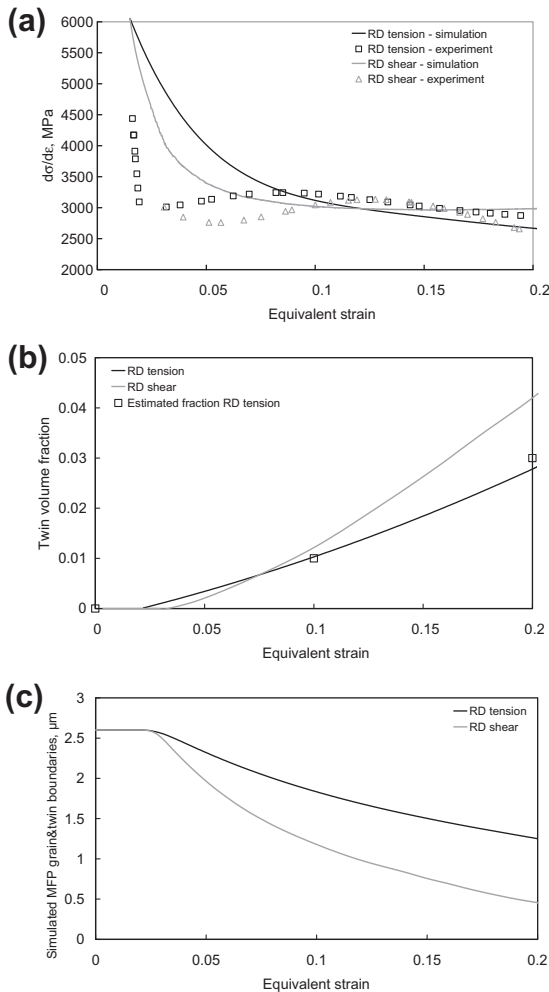 (a)
6000
5500
5000
4500
4000
3500
3000
2500
2000
dσ/dε, MPa
RD tension - simulation
RD tension - experiment
RD shear - simulation
RD shear - experiment
0.05
0.1
0.15
0.2
Equivalent strain
(b)
0.05
0.04
0.03
0.02
0.01
0
Twin volume fraction
RD tension
RD shear
Estimated fraction RD tension
0
0.05
0.1
0.15
0.2
Equivalent strain
(c)
3
2.5
2
1.5
1
0.5
0
Simulated MFP grain&twin boundaries, µm
RD tension
RD shear
0
0.05
0.1
0.15
0.2
Equivalent strain